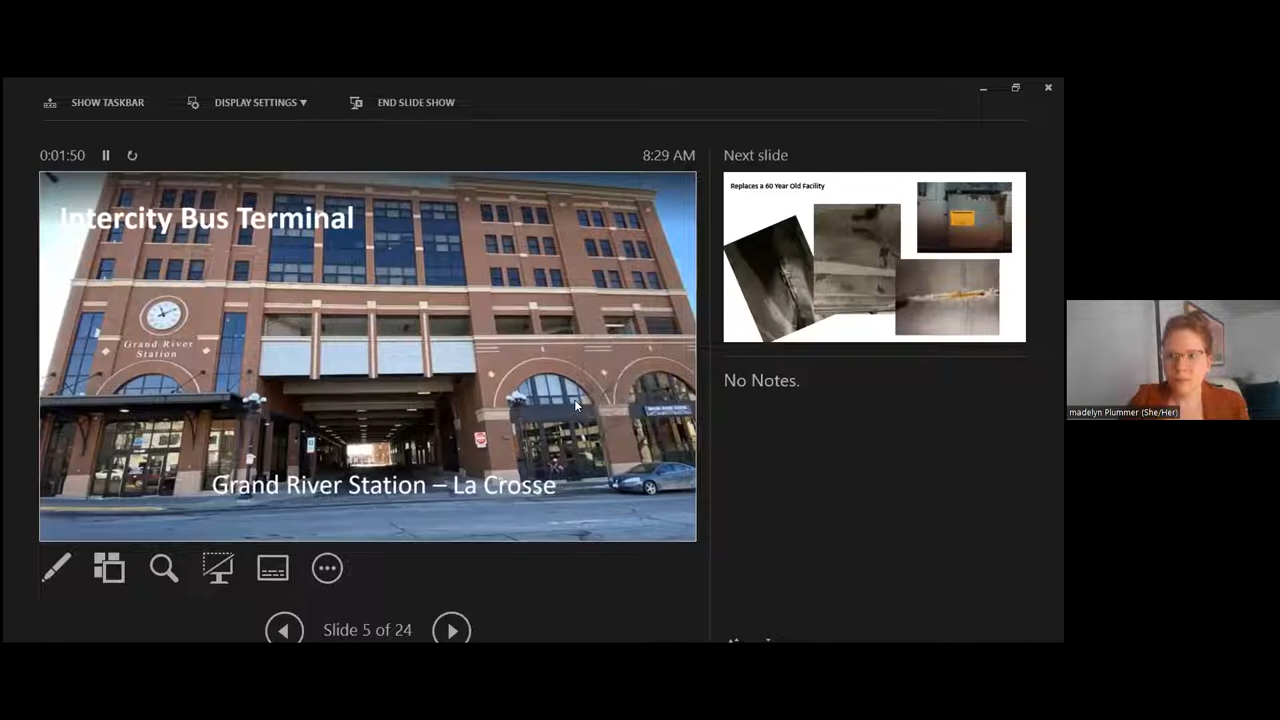 SHOW TASKBAR
DISPLAY SETTINGS ▼
END SLIDE SHOW
0:01:50
8:29 AM
Next slide
Intercity Bus Terminal
Grand River
Station
Grand River Station – La Crosse
Replaces a 60 Year Old Facility
No Notes.
madelyn Plummer (She/Her)
Slide 5 of 24